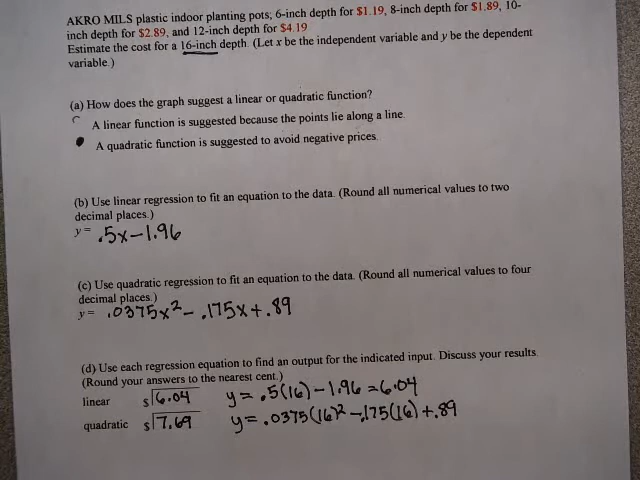 AKRO MILS plastic indoor planting pots; 6-inch depth for $1.19, 8-inch depth for $1.89, 10-
inch depth for $2.89, and 12-inch depth for $4.19
Estimate the cost for a 16-inch depth. (Let x be the independent variable and y be the dependent
variable.)
(a) How does the graph suggest a linear or quadratic function?
A linear function is suggested because the points lie along a line.
A quadratic function is suggested to avoid negative prices.
(b) Use linear regression to fit an equation to the data. (Round all numerical values to two
decimal places.)
y = .5x-1.96
(c) Use quadratic regression to fit an equation to the data. (Round all numerical values to four
decimal places.)
y = .0375x²- .175x+.89
(d) Use each regression equation to find an output for the indicated input. Discuss your results.
(Round your answers to the nearest cent.)
linear $ 6.04 y = .5(16)-1.96 =6.04
quadratic $ 7.69 y= .0375(16)²-.175(16)+.89